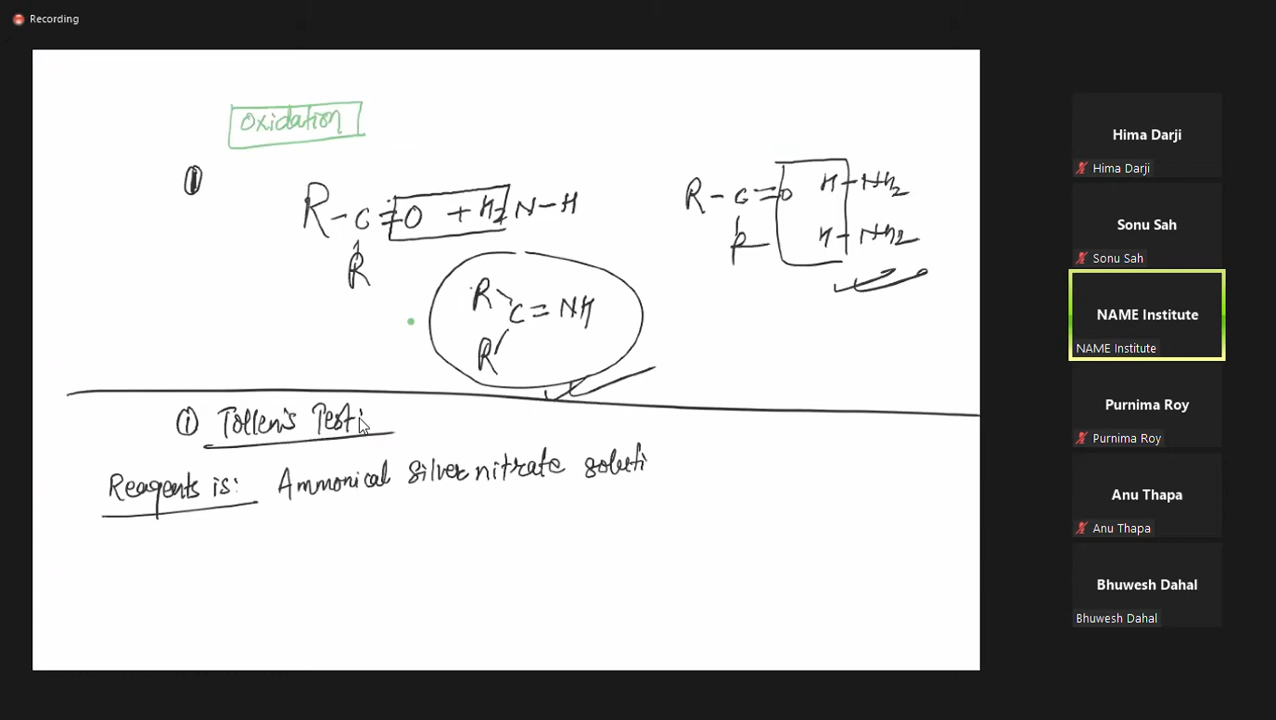 Recording
Oxidation
①
R-C=O + H2N-H
R
R-C=O H-NH2
R H-NH2
R
C=NH
R
① Tollen's Test:
Reagents is: Ammonical silver nitrate soluti
Hima Darji
Hima Darji
Sonu Sah
Sonu Sah
NAME Institute
NAME Institute
Purnima Roy
Purnima Roy
Anu Thapa
Anu Thapa
Bhuwesh Dahal
Bhuwesh Dahal